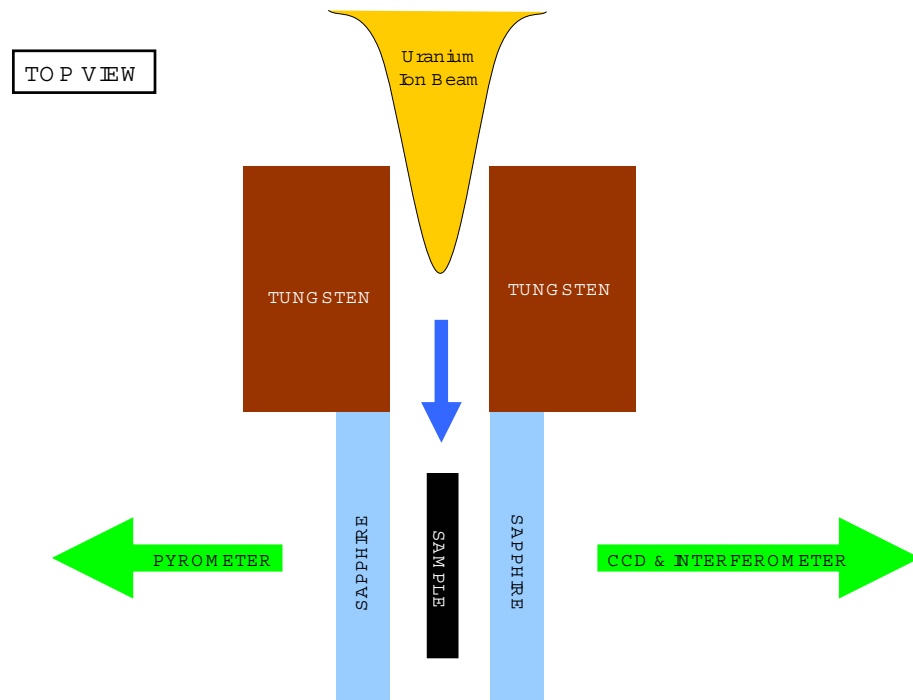 TOP VIEW
Uranium
Ion Beam
TUNGSTEN
TUNGSTEN
SAPPHIRE
SAMPLE
SAPPHIRE
PYROMETER
CCD & INTERFEROMETER